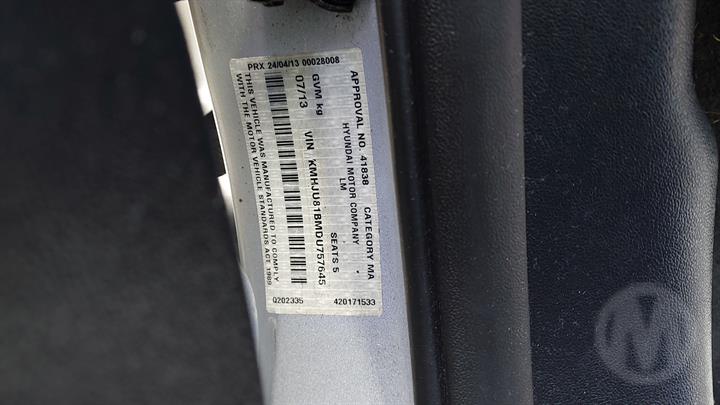 APPROVAL NO. 41838 CATEGORY MA
HYUNDAI MOTOR COMPANY
LM SEATS 5
GVM kg
07/13 VIN KMHJU81BMDU757645
THIS VEHICLE WAS MANUFACTURED TO COMPLY
WITH THE MOTOR VEHICLE STANDARDS ACT 1989
PRX 24/04/13 00028008
Q202335 420171533
M